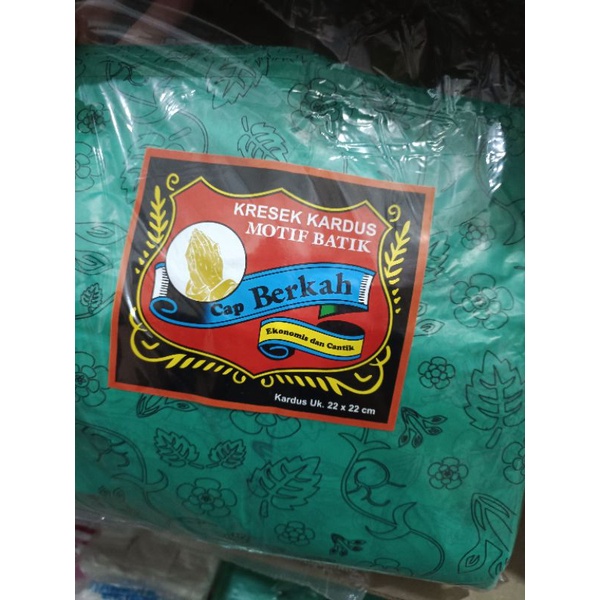 KRESEK KARDUS
MOTIF BATIK
Cap Berkah
Ekonomis dan Cantik
Kardus Uk. 22 x 22 cm